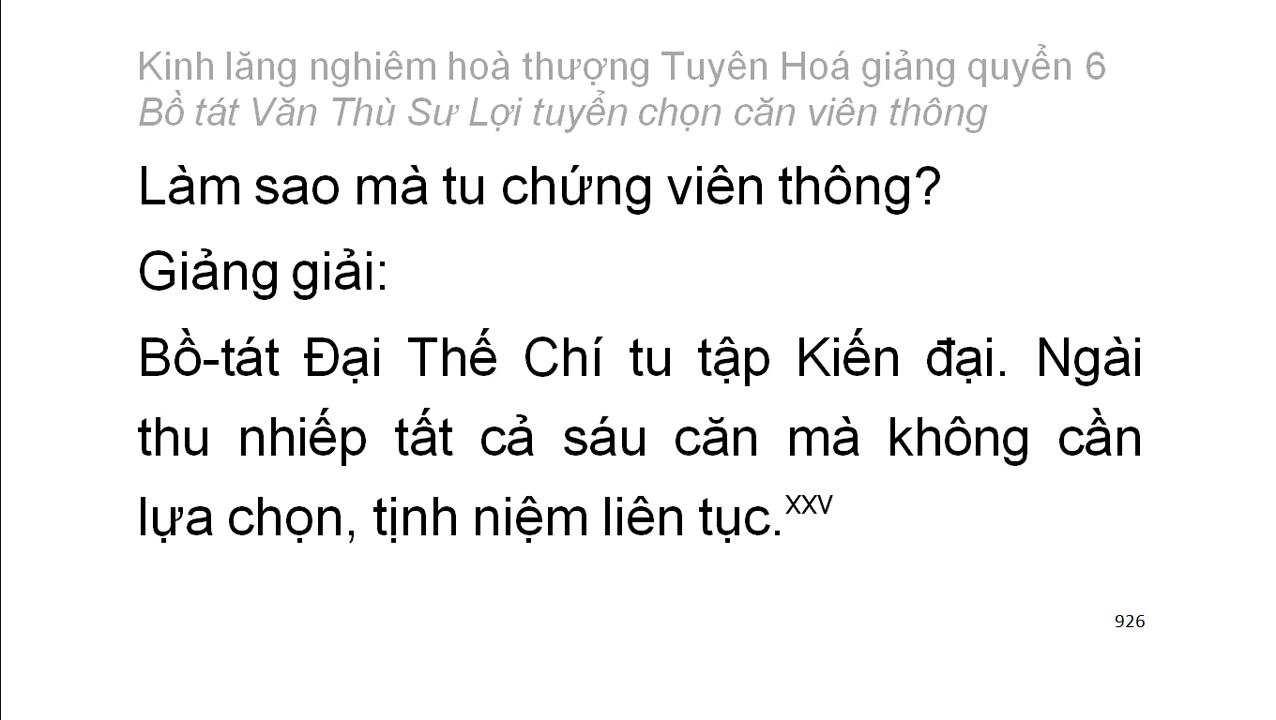 Kinh lăng nghiêm hoà thượng Tuyên Hoá giảng quyển 6
Bồ tát Văn Thù Sư Lợi tuyển chọn căn viên thông
Làm sao mà tu chứng viên thông?
Giảng giải:
Bồ-tát Đại Thế Chí tu tập Kiến đại. Ngài
thu nhiếp tất cả sáu căn mà không cần
lựa chọn, tịnh niệm liên tục.XXV
926